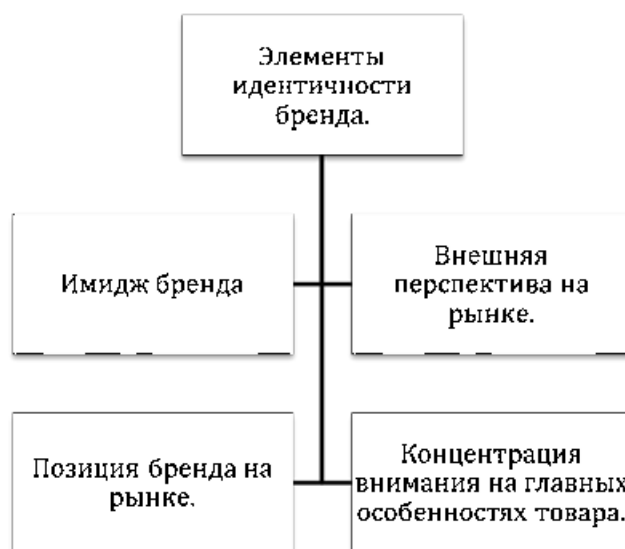 Элементы
идентичности
бренда.
Имидж бренда
Внешняя
перспектива на
рынке.
Позиция бренда на
рынке.
Концентрация
внимания на главных
особенностях товара.